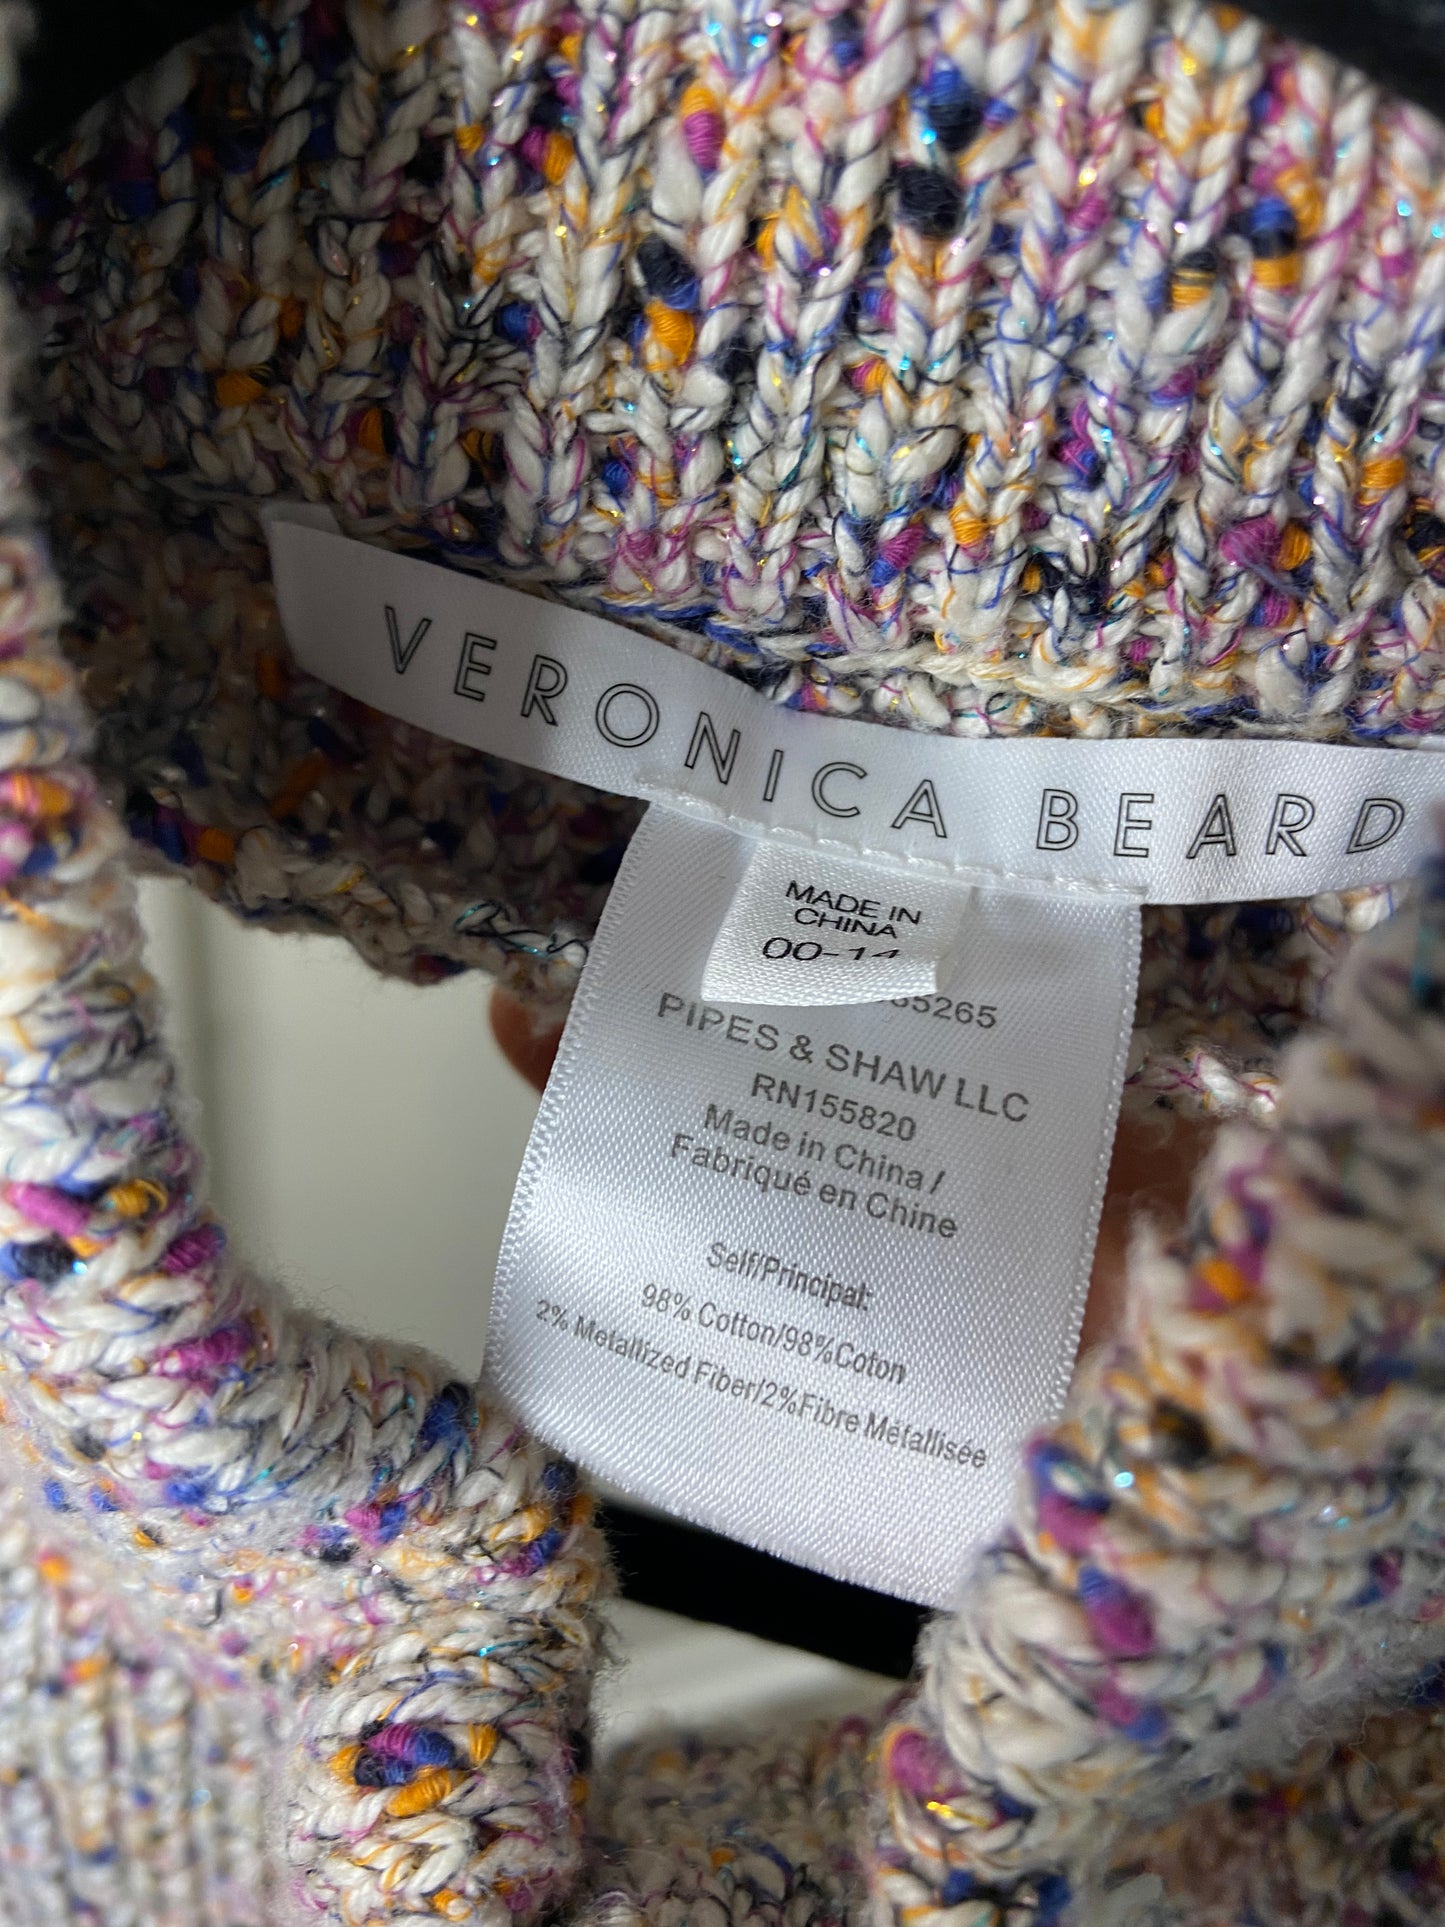 VERONICA BEARD
MADE IN
CHINA
00-14
65265
PIPES & SHAW LLC
RN155820
Made in China /
Fabriqué en Chine
Self/Principal:
98% Cotton/98%Coton
2% Metallized Fiber/2%Fibre Métallisée